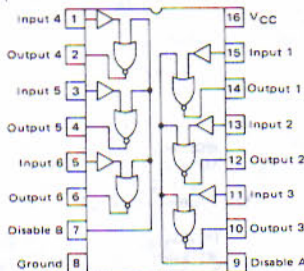 Input 4 1
Output 4 2
Input 5 3
Output 5 4
Input 6 5
Output 6 6
Disable B 7
Ground 8
16 VCC
15 Input 1
14 Output 1
13 Input 2
12 Output 2
11 Input 3
10 Output 3
9 Disable A